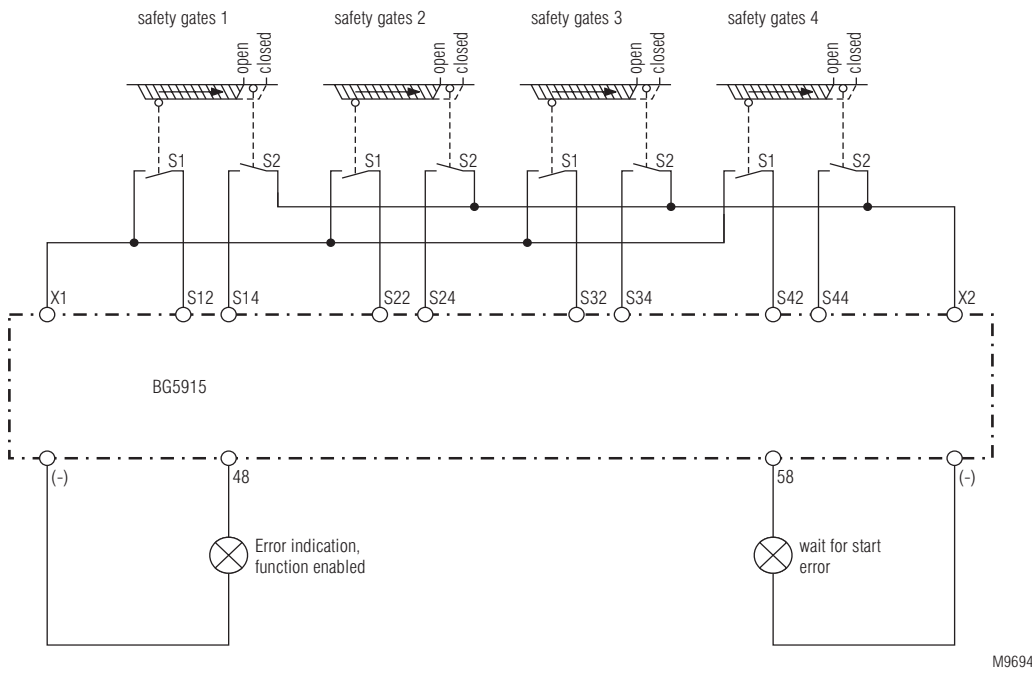 safety gates 1
safety gates 2
safety gates 3
safety gates 4
open
closed
open
closed
open
closed
open
closed
S1
S2
S1
S2
S1
S2
S1
S2
X1
S12
S14
S22
S24
S32
S34
S42
S44
X2
BG5915
(-)
48
58
(-)
Error indication,
function enabled
wait for start
error
M9694